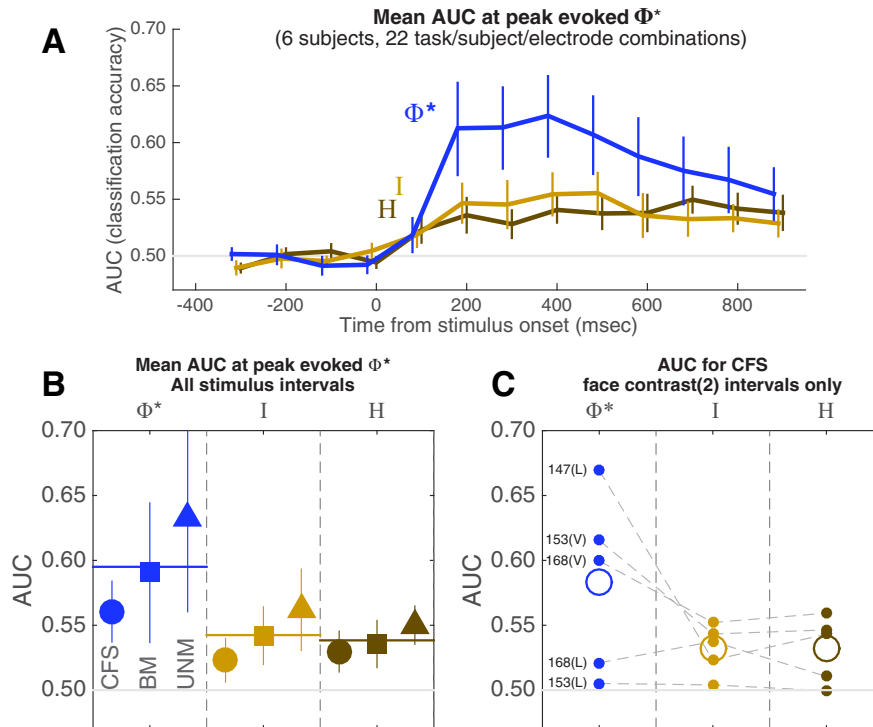 A
Mean AUC at peak evoked Φ*
(6 subjects, 22 task/subject/electrode combinations)
AUC (classification accuracy)
0.70
0.65
0.60
0.55
0.50
Φ*
I
H
-400
-200
0
200
400
600
800
Time from stimulus onset (msec)
B
Mean AUC at peak evoked Φ*
All stimulus intervals
Φ*
I
H
AUC
0.70
0.65
0.60
0.55
0.50
CFS
BM
UNM
C
AUC for CFS
face contrast(2) intervals only
Φ*
I
H
AUC
0.70
0.65
0.60
0.55
0.50
147(L)
153(V)
168(V)
168(L)
153(L)